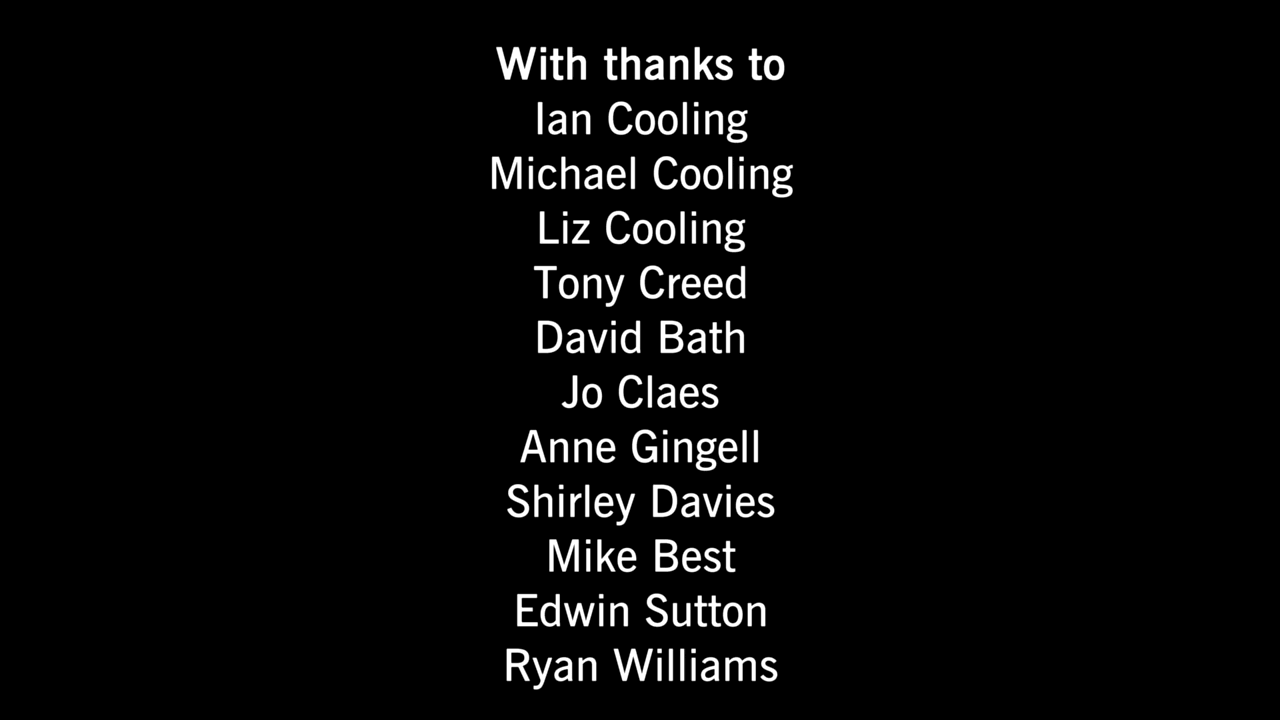 With thanks to
Ian Cooling
Michael Cooling
Liz Cooling
Tony Creed
David Bath
Jo Claes
Anne Gingell
Shirley Davies
Mike Best
Edwin Sutton
Ryan Williams